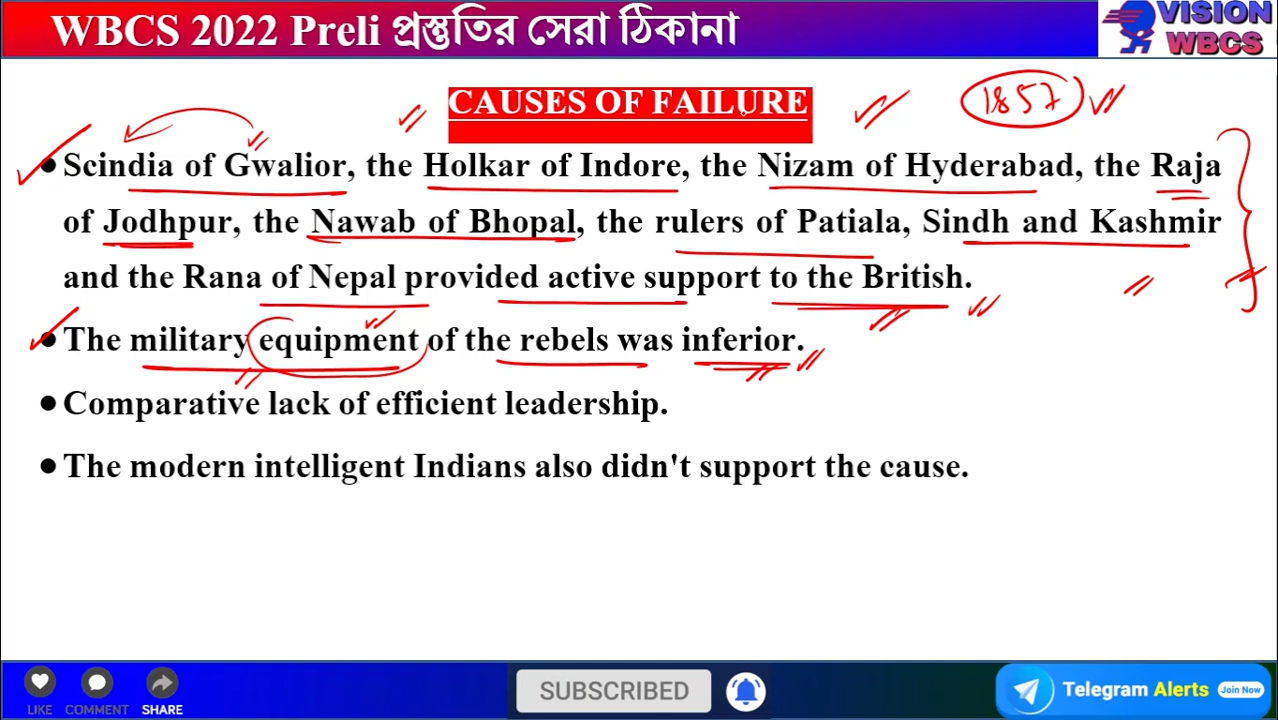 WBCS 2022 Preli প্রস্তুতির সেরা ঠিকানা
VISION
WBCS
CAUSES OF FAILURE
1857
• Scindia of Gwalior, the Holkar of Indore, the Nizam of Hyderabad, the Raja
of Jodhpur, the Nawab of Bhopal, the rulers of Patiala, Sindh and Kashmir
and the Rana of Nepal provided active support to the British.
• The military equipment of the rebels was inferior.
• Comparative lack of efficient leadership.
• The modern intelligent Indians also didn't support the cause.
LIKE
COMMENT
SHARE
SUBSCRIBED
Telegram Alerts
Join Now